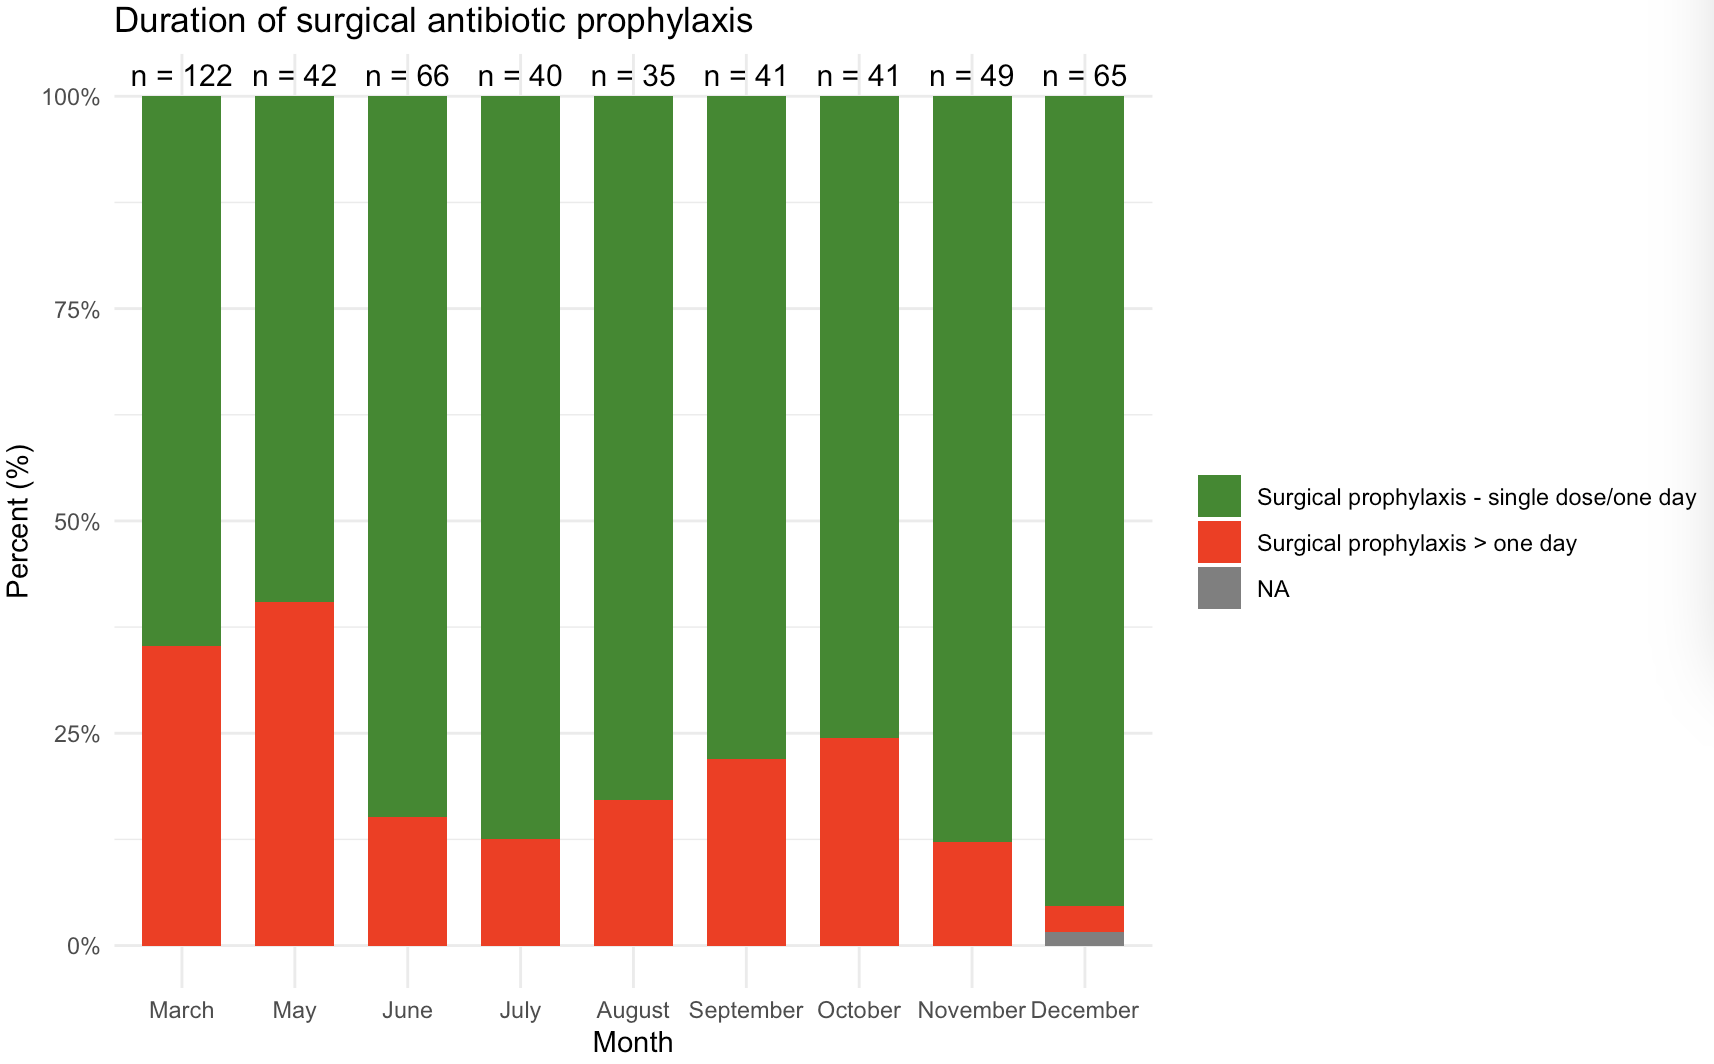 Duration of surgical antibiotic prophylaxis
n = 122 n = 42 n = 66 n = 40 n = 35 n = 41 n = 41 n = 49 n = 65
100%
75%
50%
25%
0%
Percent (%)
March May June July August September October November December
Month
Surgical prophylaxis - single dose/one day
Surgical prophylaxis > one day
NA